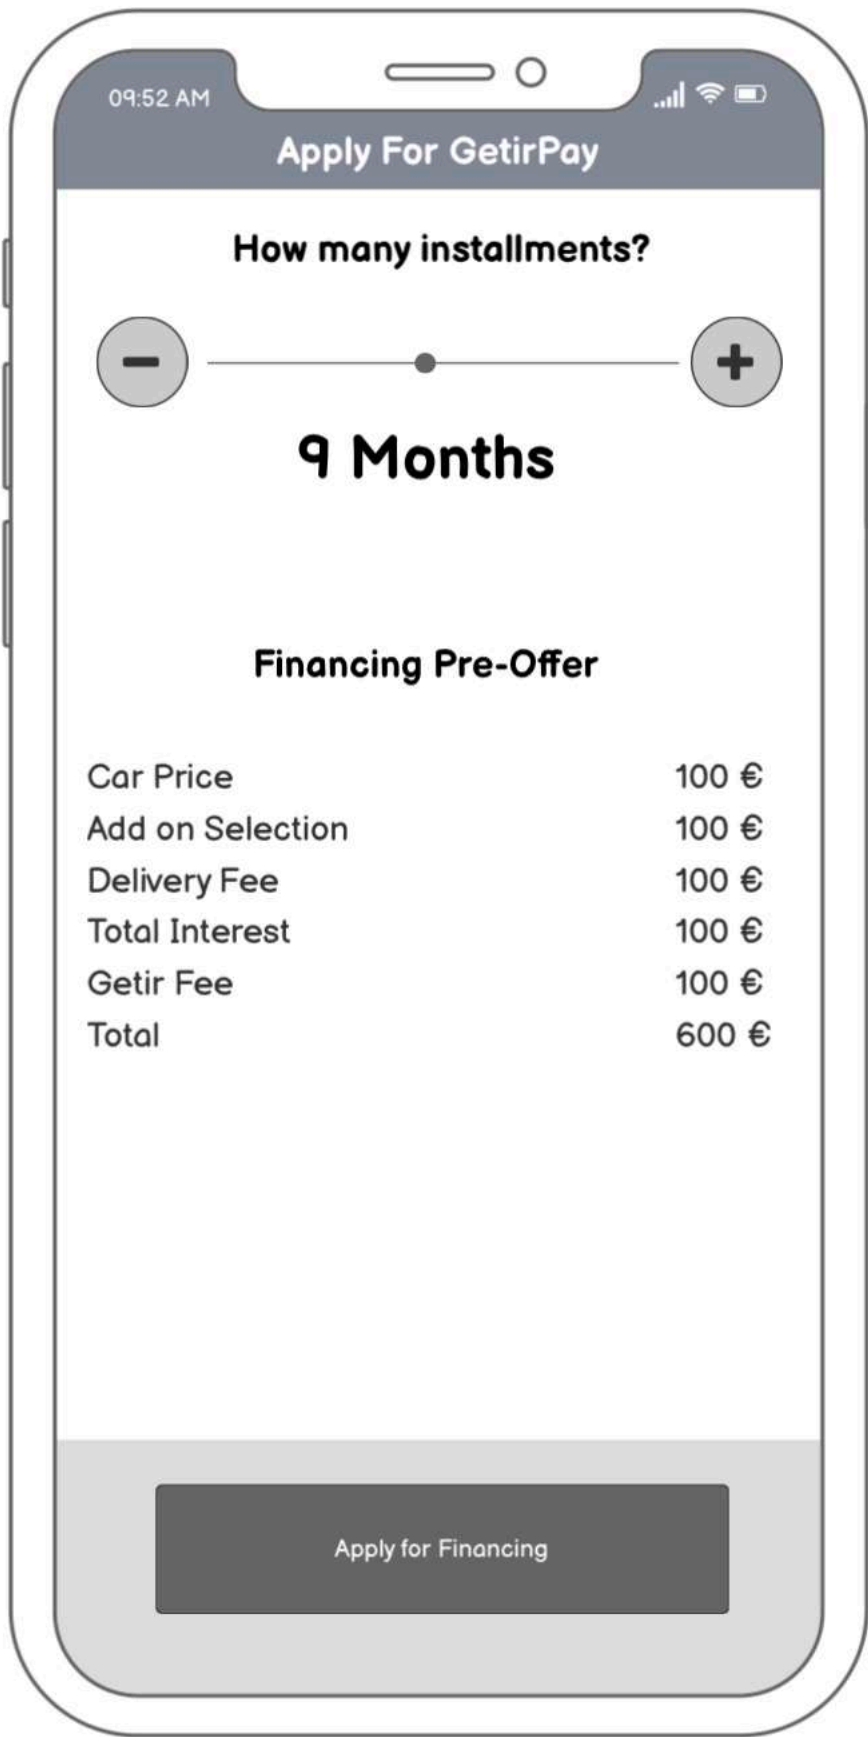 09:52 AM
Apply For GetirPay
How many installments?
9 Months
Financing Pre-Offer
Car Price 100 €
Add on Selection 100 €
Delivery Fee 100 €
Total Interest 100 €
Getir Fee 100 €
Total 600 €
Apply for Financing